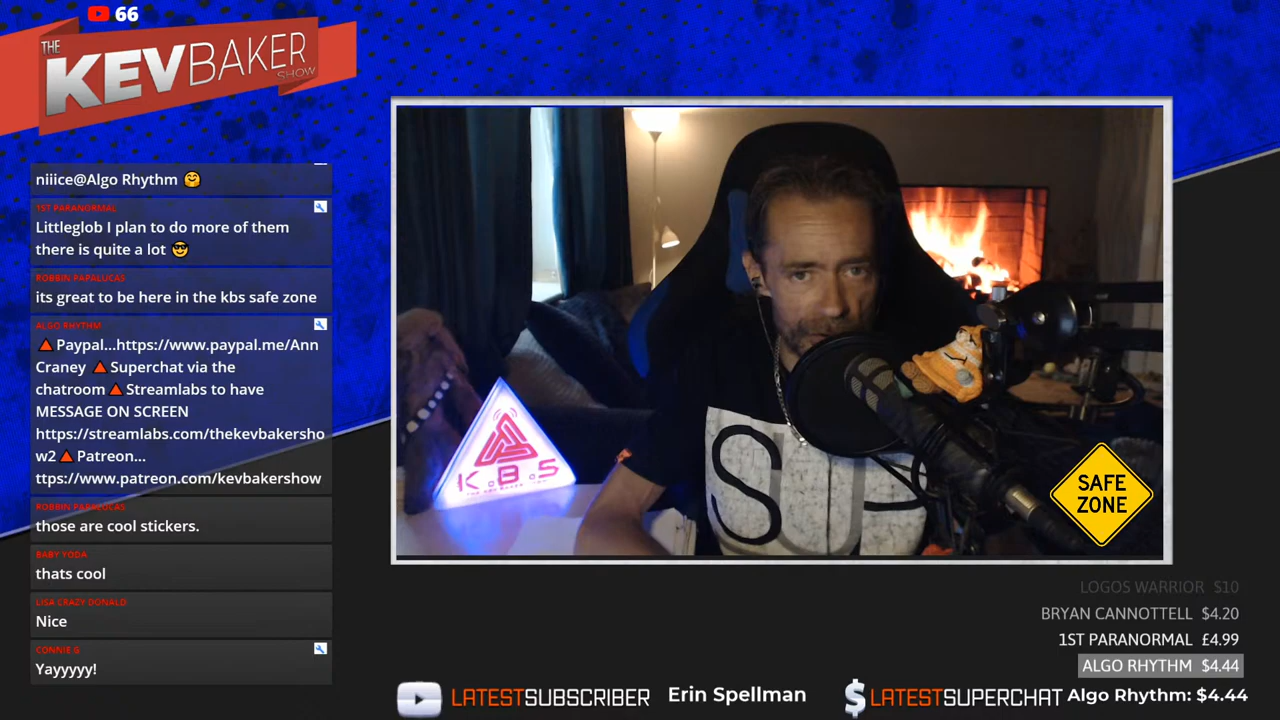 66
THE
KEVBAKER
SHOW
niiice@Algo Rhythm
1ST PARANORMAL
Littleglob I plan to do more of them
there is quite a lot
ROBBIN PAPALUCAS
its great to be here in the kbs safe zone
ALGO RHYTHM
Paypal...https://www.paypal.me/Ann
Craney 🔺Superchat via the
chatroom 🔺Streamlabs to have
MESSAGE ON SCREEN
https://streamlabs.com/thekevbakersho
w2 🔺Patreon...
ttps://www.patreon.com/kevbakershow
ROBBIN PAPALUCAS
those are cool stickers.
BABY YODA
thats cool
LISA CRAZY DONALD
Nice
CONNIE G
Yayyyyy!
K.B.S
SUP
SAFE
ZONE
LOGOS WARRIOR $10
BRYAN CANNOTTELL $4.20
1ST PARANORMAL £4.99
ALGO RHYTHM $4.44
LATESTSUBSCRIBER Erin Spellman
$ LATESTSUPERCHAT Algo Rhythm: $4.44